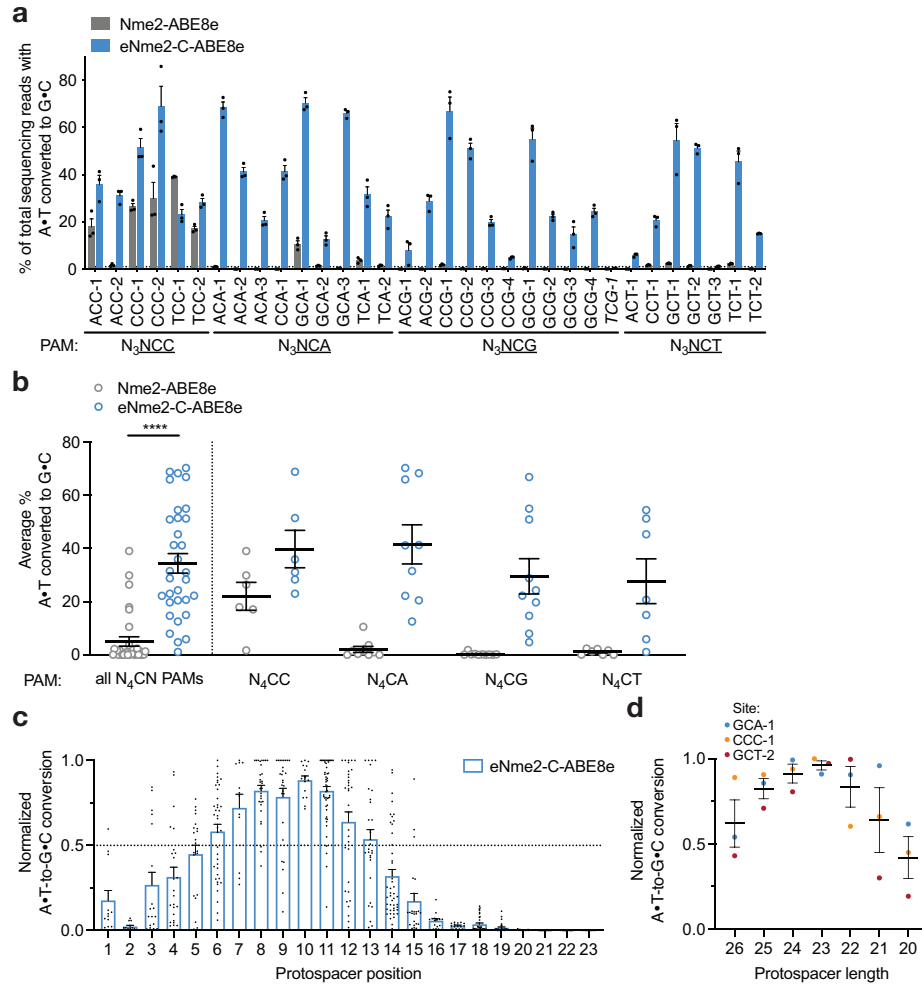 a
Nme2-ABE8e
eNme2-C-ABE8e
% of total sequencing reads with
A•T converted to G•C
80
60
40
20
0
ACC-1 ACC-2 CCC-1 CCC-2 TCC-1 TCC-2 ACA-1 ACA-2 ACA-3 CCA-1 GCA-1 GCA-2 GCA-3 TCA-1 TCA-2 ACG-1 ACG-2 CCG-1 CCG-2 CCG-3 CCG-4 GCG-1 GCG-2 GCG-3 GCG-4 TCG-1 ACT-1 CCT-1 GCT-1 GCT-2 GCT-3 TCT-1 TCT-2
PAM: N3NCC N3NCA N3NCG N3NCT
b
Nme2-ABE8e
eNme2-C-ABE8e
****
Average %
A•T converted to G•C
80
60
40
20
0
PAM: all N4CN PAMs N4CC N4CA N4CG N4CT
c
eNme2-C-ABE8e
Normalized
A•T-to-G•C conversion
1.0
0.5
0.0
1 2 3 4 5 6 7 8 9 10 11 12 13 14 15 16 17 18 19 20 21 22 23
Protospacer position
d
Site:
GCA-1
CCC-1
GCT-2
Normalized
A•T-to-G•C conversion
1.0
0.5
0.0
26 25 24 23 22 21 20
Protospacer length